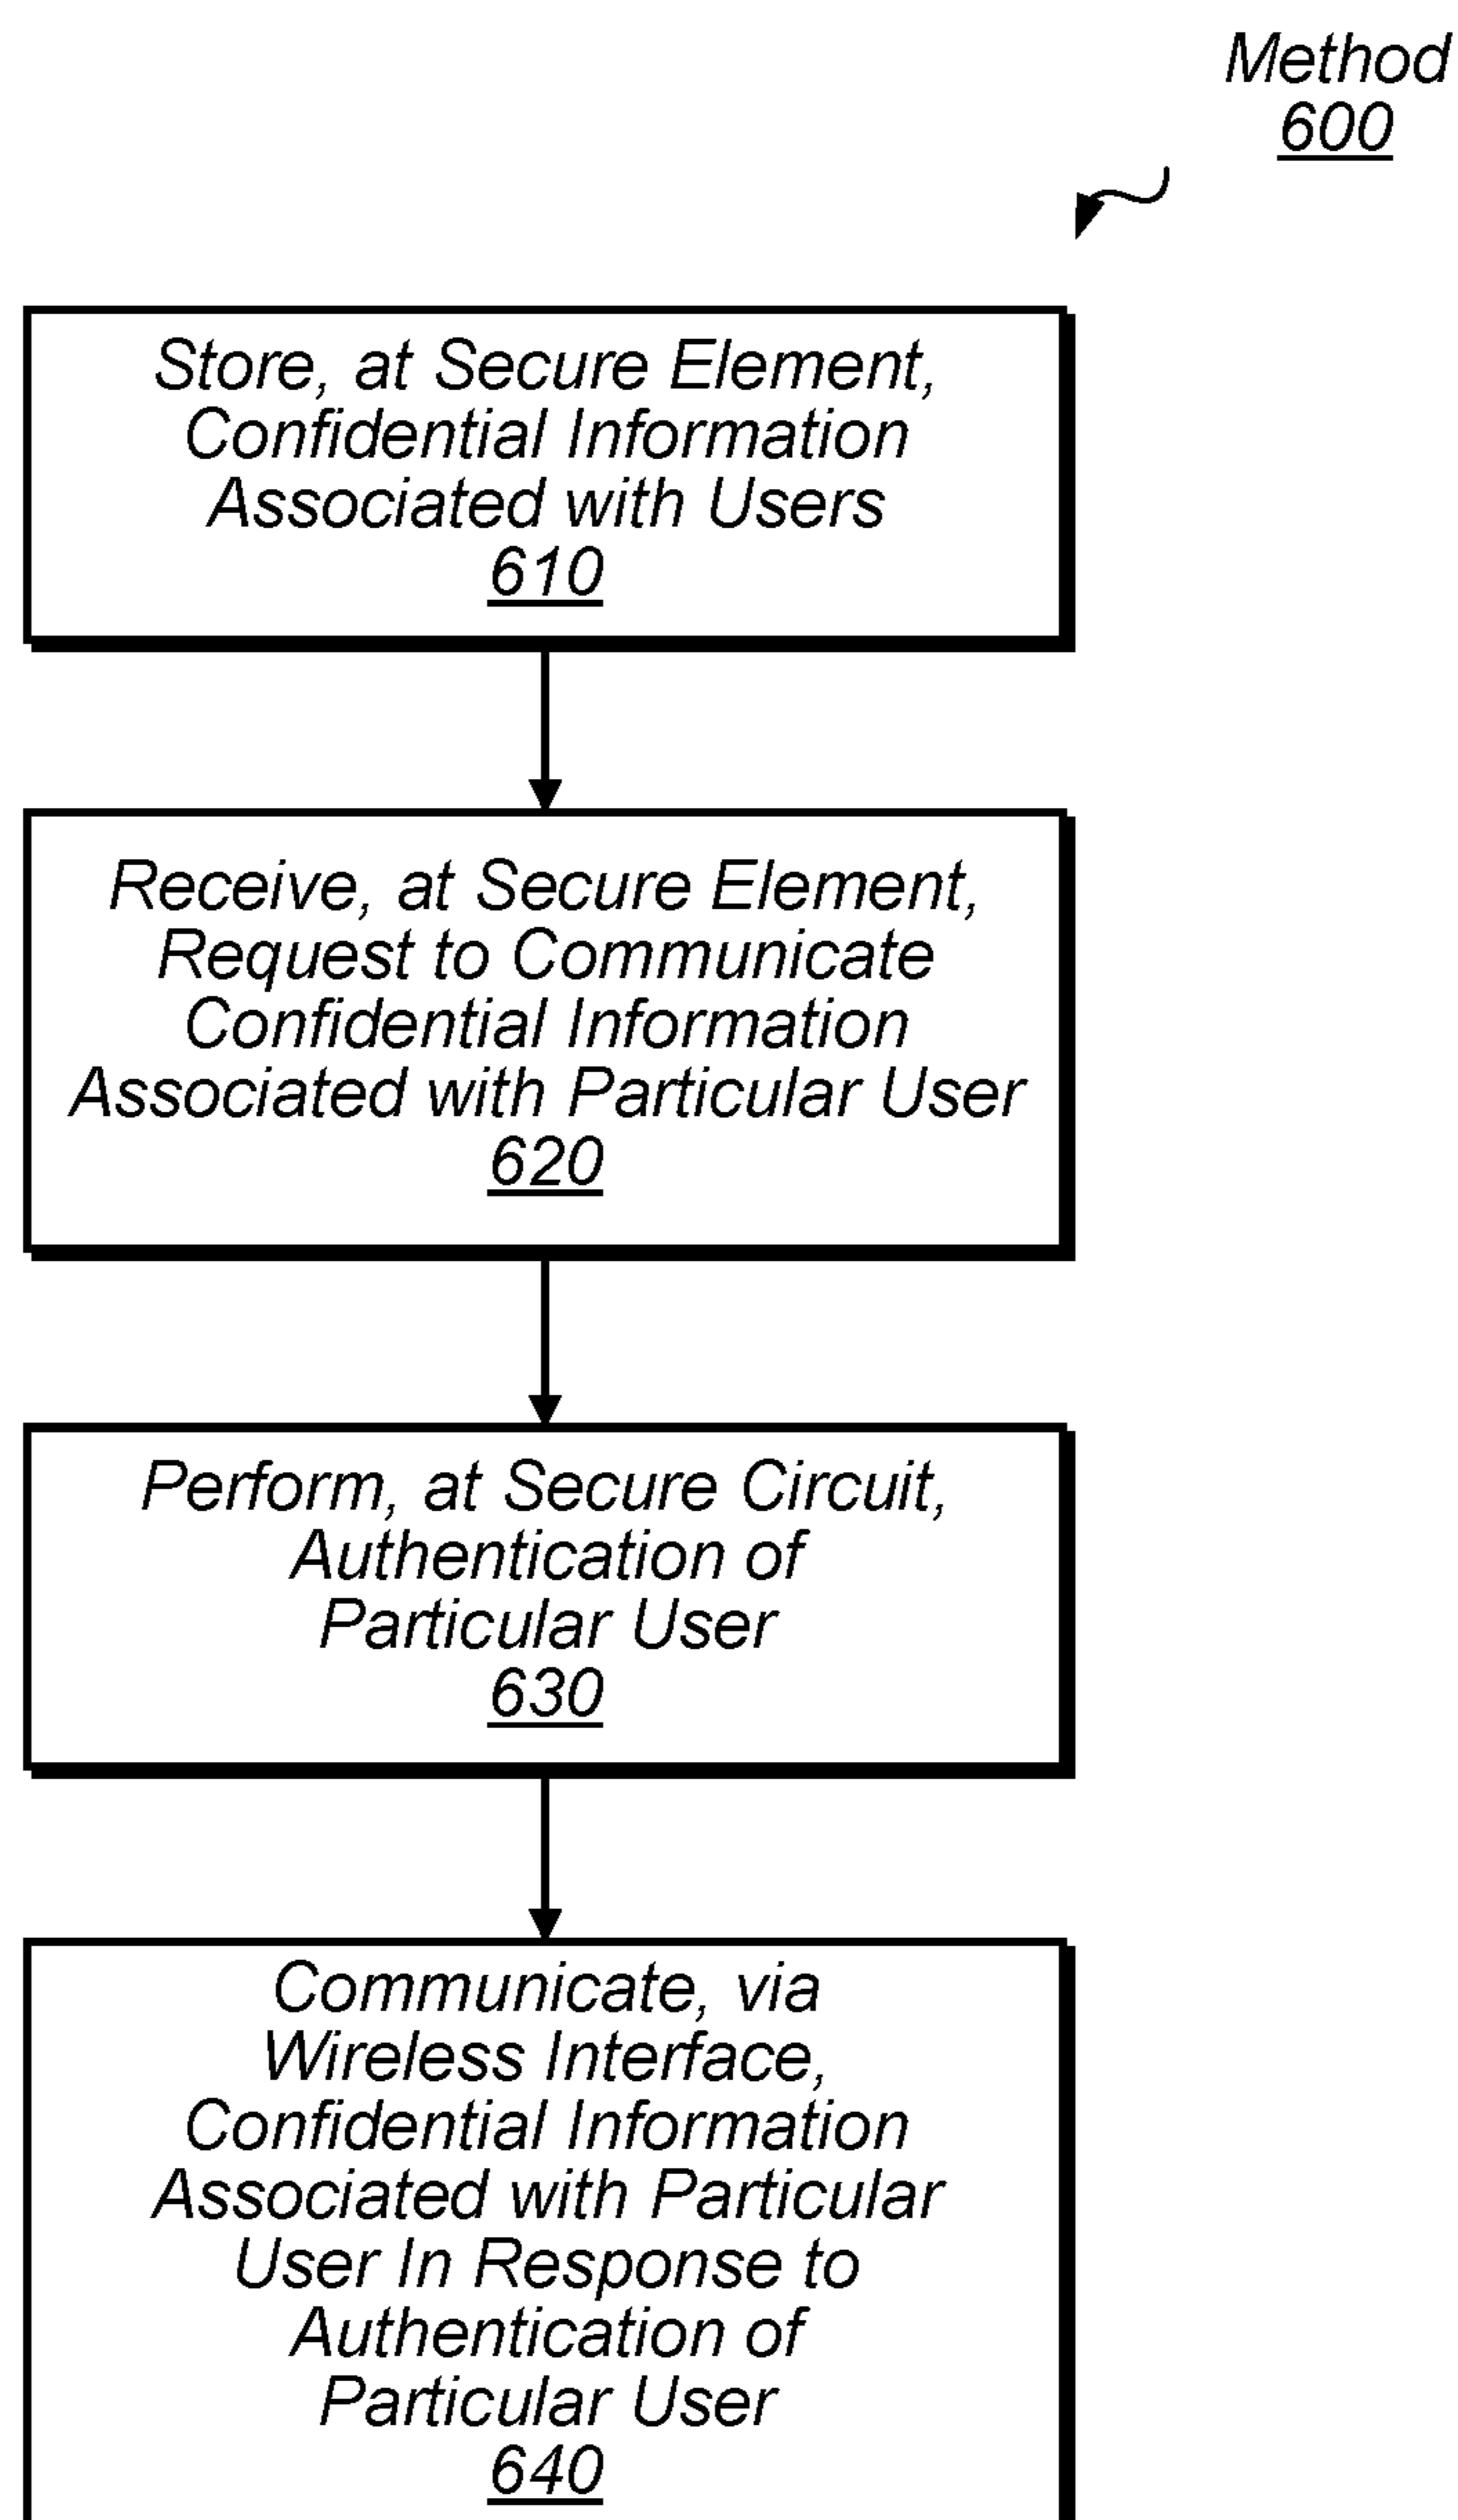 Method
600
Store, at Secure Element,
Confidential Information
Associated with Users
610
Receive, at Secure Element,
Request to Communicate
Confidential Information
Associated with Particular User
620
Perform, at Secure Circuit,
Authentication of
Particular User
630
Communicate, via
Wireless Interface,
Confidential Information
Associated with Particular
User In Response to
Authentication of
Particular User
640